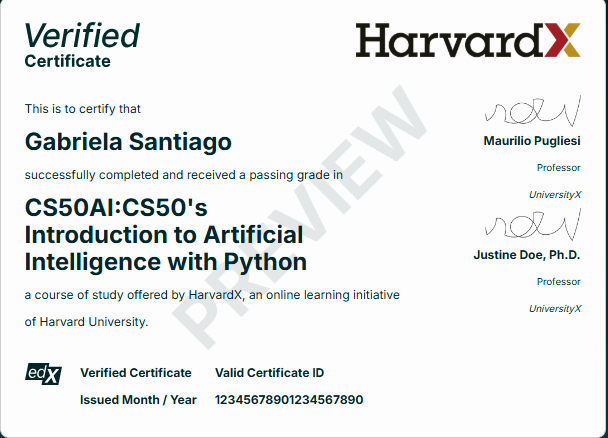 Verified
Certificate
HarvardX
This is to certify that
Gabriela Santiago
successfully completed and received a passing grade in
CS50AI:CS50's
Introduction to Artificial
Intelligence with Python
a course of study offered by HarvardX, an online learning initiative
of Harvard University.
Maurilio Pugliesi
Professor
UniversityX
Justine Doe, Ph.D.
Professor
UniversityX
PREVIEW
edX
Verified Certificate
Issued Month / Year
Valid Certificate ID
12345678901234567890